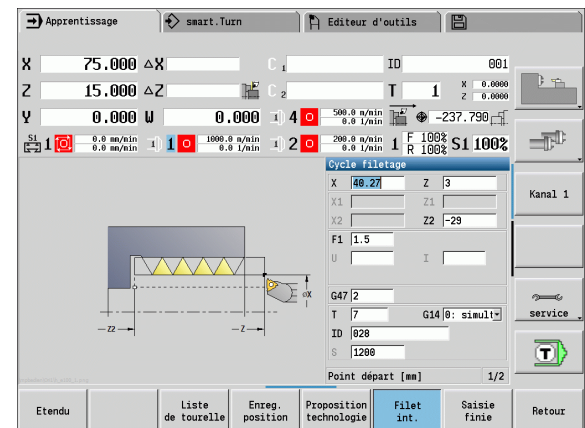 Apprentissage smart.Turn Editeur d'outils
X 75.000 △X C 1 ID 001
Z 15.000 △Z C 2 T 1 X 0.0000 Z 0.0000
Y 0.000 W 0.000 4 500.0 m/min 0.0 1/min -237.790
S1 1 0.0 mm/min 0.0 mm/min 1 1000.0 m/min 0.0 1/min 2 200.0 m/min 0.0 1/min 1 F 100% R 100% S1 100%
Kanal 1
service
T
Cycle filetage
X 40.27 Z 3
X1 Z1
X2 Z2 -29
F1 1.5
U I
G47 2
T 7 G14 0: simult
ID 028
S 1200
Point départ [mm] 1/2
Z2 Z øX
Etendu
Liste de tourelle
Enreg. position
Proposition technologie
Filet int.
Saisie finie
Retour